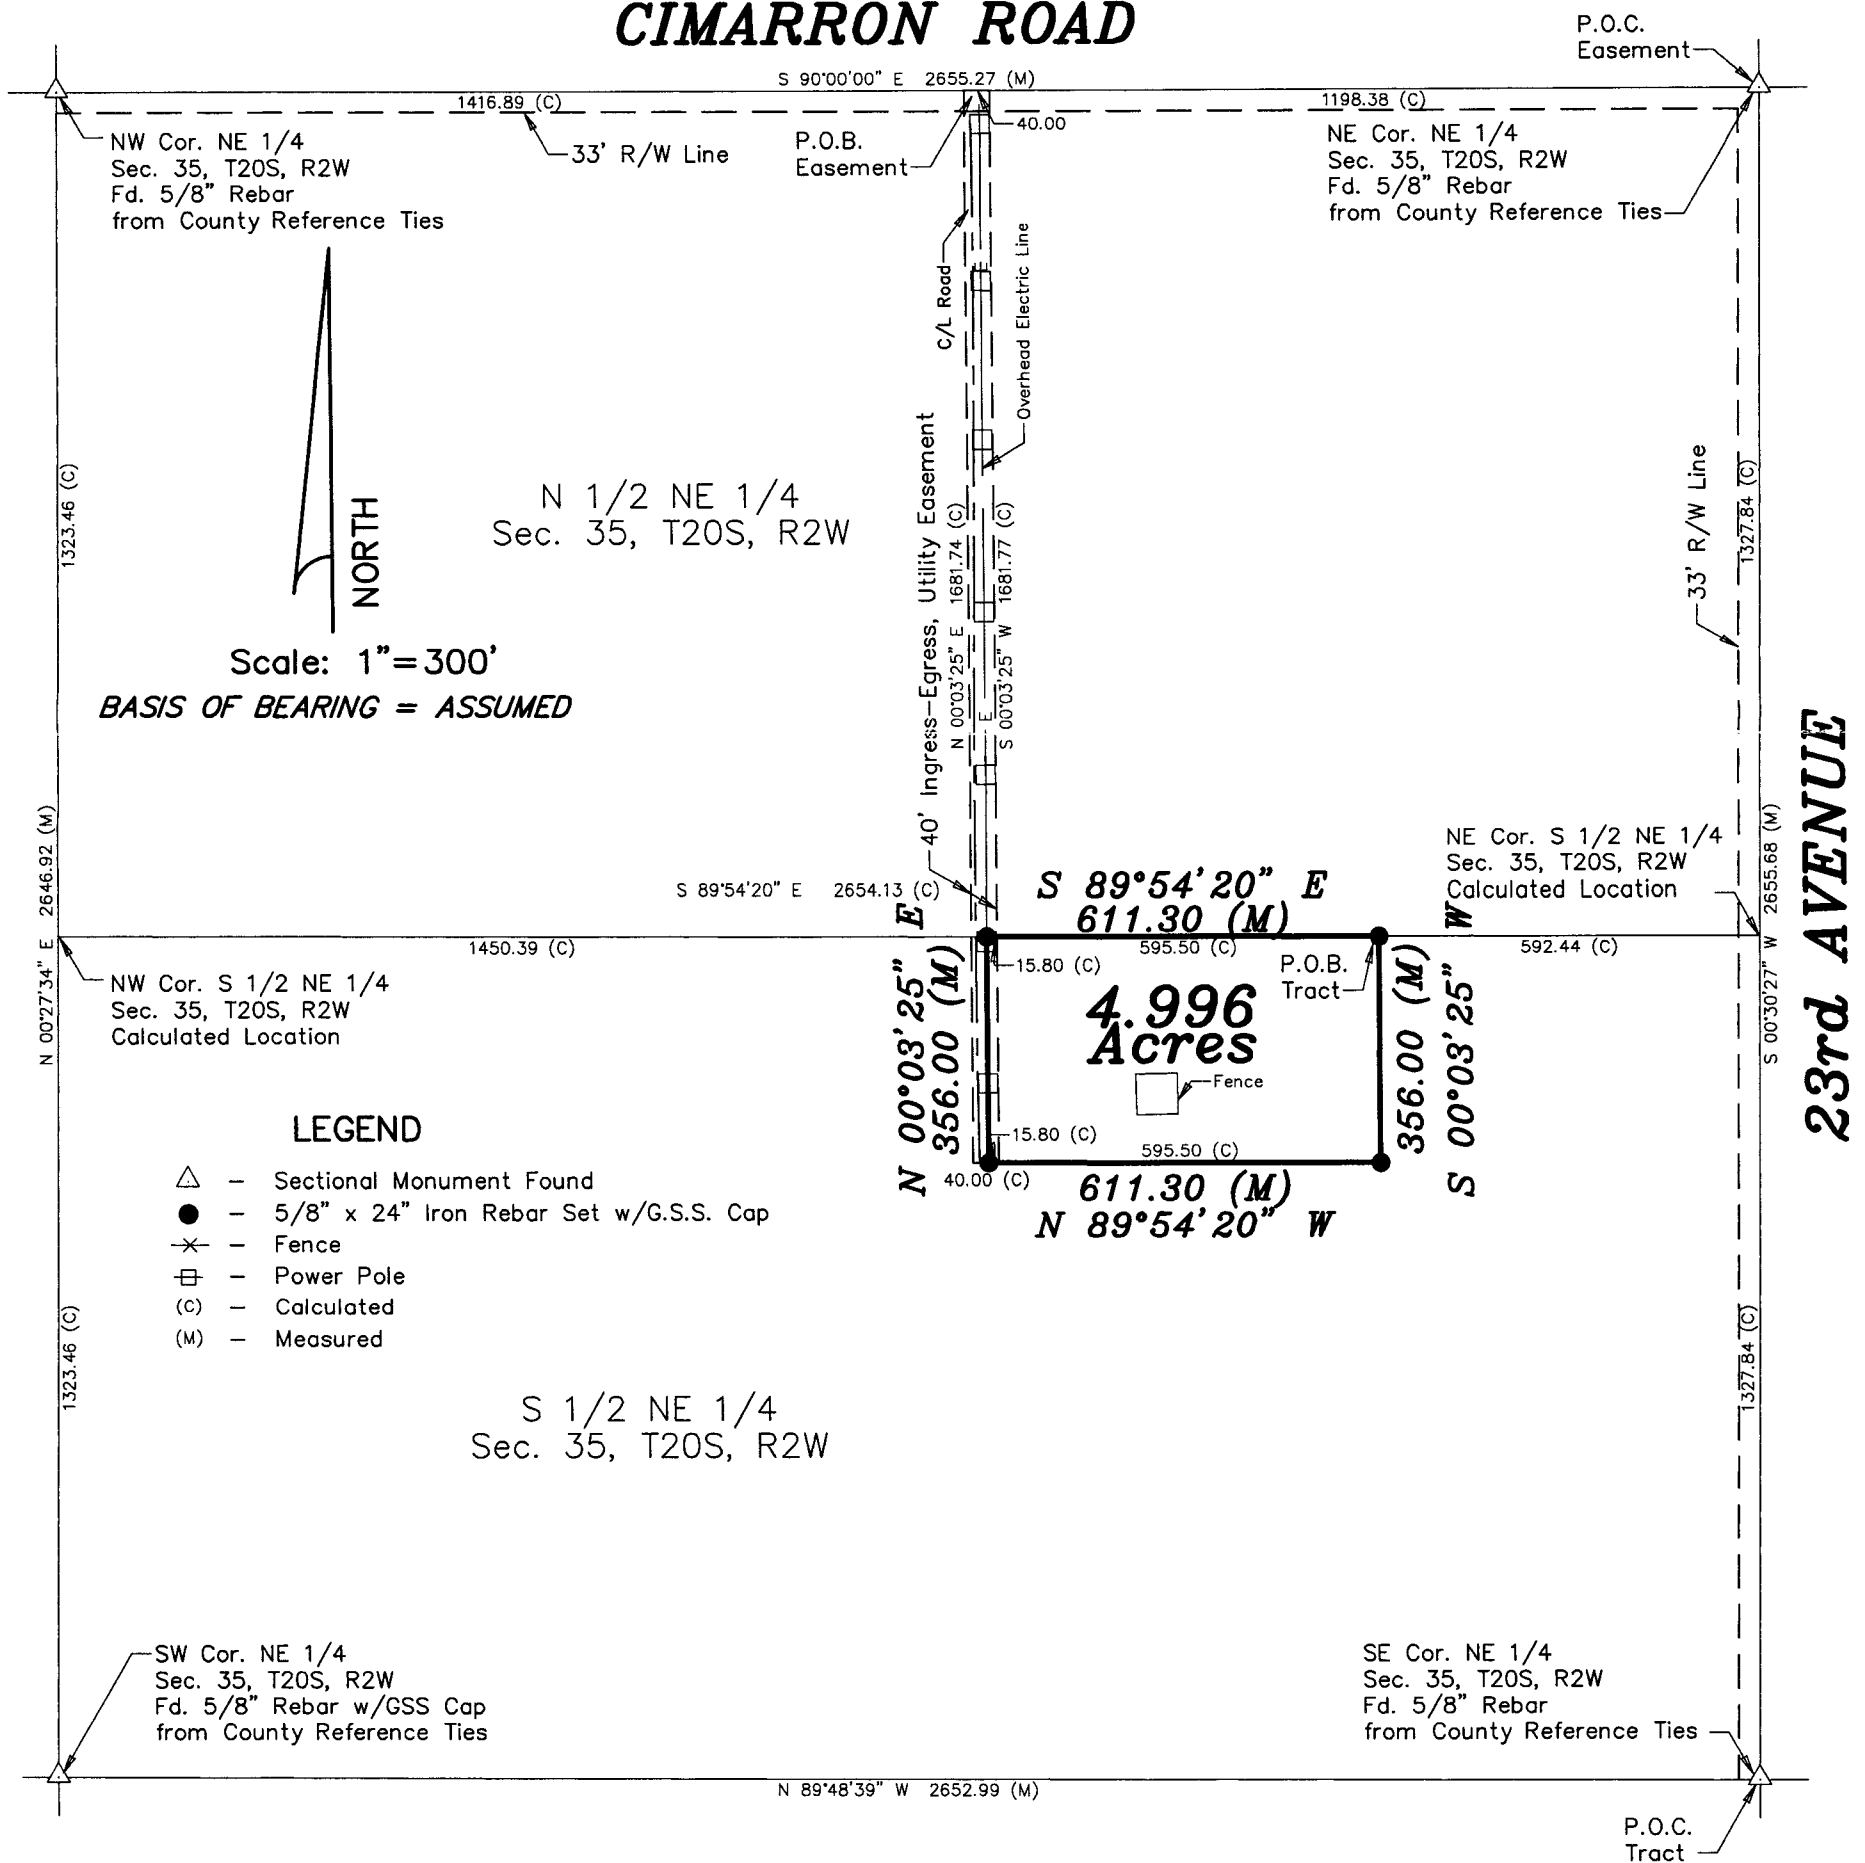 CIMARRON ROAD
P.O.C.
Easement
S 90°00'00" E 2655.27 (M)
1416.89 (C)
1198.38 (C)
40.00
NW Cor. NE 1/4
Sec. 35, T20S, R2W
Fd. 5/8" Rebar
from County Reference Ties
33' R/W Line
P.O.B.
Easement
NE Cor. NE 1/4
Sec. 35, T20S, R2W
Fd. 5/8" Rebar
from County Reference Ties
C/L Road
Overhead Electric Line
1323.46 (C)
NORTH
N 1/2 NE 1/4
Sec. 35, T20S, R2W
40' Ingress-Egress, Utility Easement
N 00°03'25" E 1681.74 (C)
S 00°03'25" W 1681.77 (C)
E
33' R/W Line
1327.84 (C)
Scale: 1"=300'
BASIS OF BEARING = ASSUMED
23rd AVENUE
N 00°27'34" E 2646.92 (M)
S 00°30'27" W 2655.68 (M)
NE Cor. S 1/2 NE 1/4
Sec. 35, T20S, R2W
Calculated Location
S 89°54'20" E 2654.13 (C)
S 89°54'20" E
611.30 (M)
1450.39 (C)
595.50 (C)
592.44 (C)
15.80 (C)
P.O.B.
Tract
NW Cor. S 1/2 NE 1/4
Sec. 35, T20S, R2W
Calculated Location
N 00°03'25" E
356.00 (M)
4.996
Acres
Fence
356.00 (M)
S 00°03'25" W
15.80 (C)
595.50 (C)
40.00 (C)
611.30 (M)
N 89°54'20" W
LEGEND
- Sectional Monument Found
- 5/8" x 24" Iron Rebar Set w/G.S.S. Cap
- Fence
- Power Pole
(C) - Calculated
(M) - Measured
1323.46 (C)
1327.84 (C)
S 1/2 NE 1/4
Sec. 35, T20S, R2W
SW Cor. NE 1/4
Sec. 35, T20S, R2W
Fd. 5/8" Rebar w/GSS Cap
from County Reference Ties
SE Cor. NE 1/4
Sec. 35, T20S, R2W
Fd. 5/8" Rebar
from County Reference Ties
N 89°48'39" W 2652.99 (M)
P.O.C.
Tract